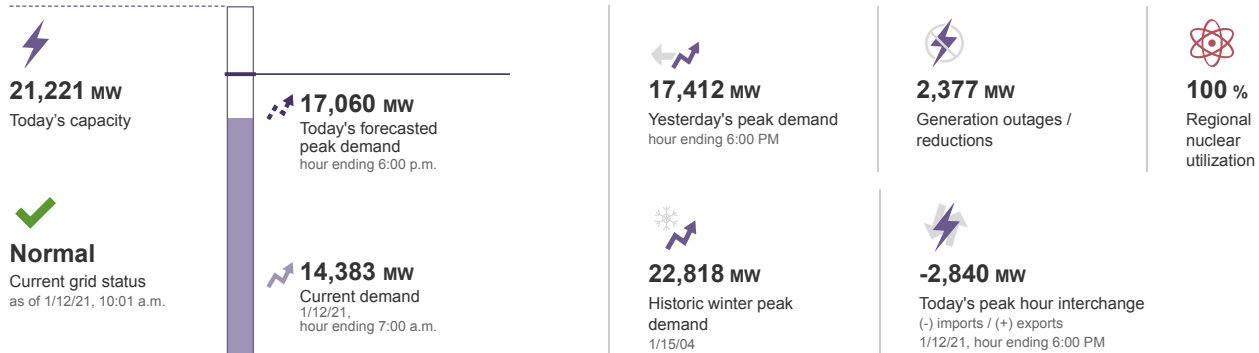 21,221 MW
Today's capacity
Normal
Current grid status
as of 1/12/21, 10:01 a.m.
17,060 MW
Today's forecasted
peak demand
hour ending 6:00 p.m.
14,383 MW
Current demand
1/12/21,
hour ending 7:00 a.m.
17,412 MW
Yesterday's peak demand
hour ending 6:00 PM
2,377 MW
Generation outages /
reductions
100 %
Regional
nuclear
utilization
22,818 MW
Historic winter peak
demand
1/15/04
-2,840 MW
Today's peak hour interchange
(-) imports / (+) exports
1/12/21, hour ending 6:00 PM